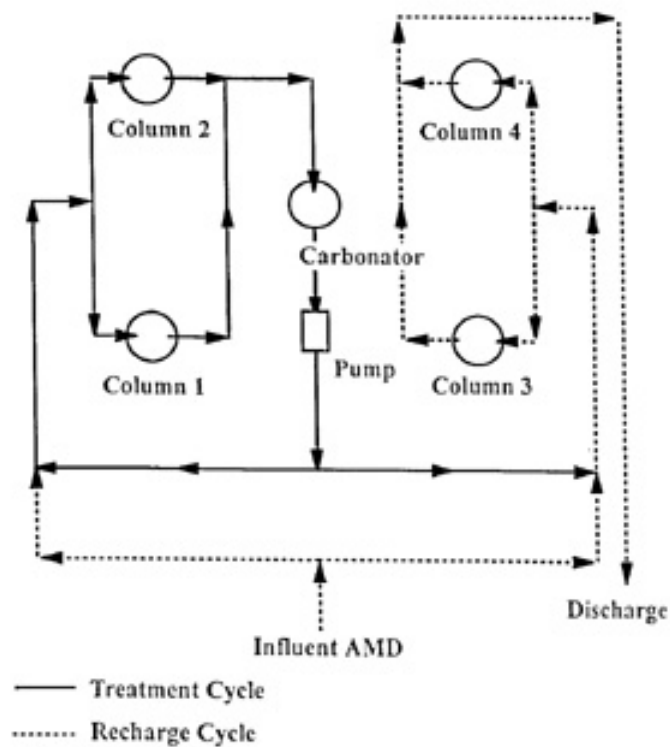 Column 2
Column 4
Carbonator
Column 1
Pump
Column 3
Discharge
Influent AMD
Treatment Cycle
Recharge Cycle